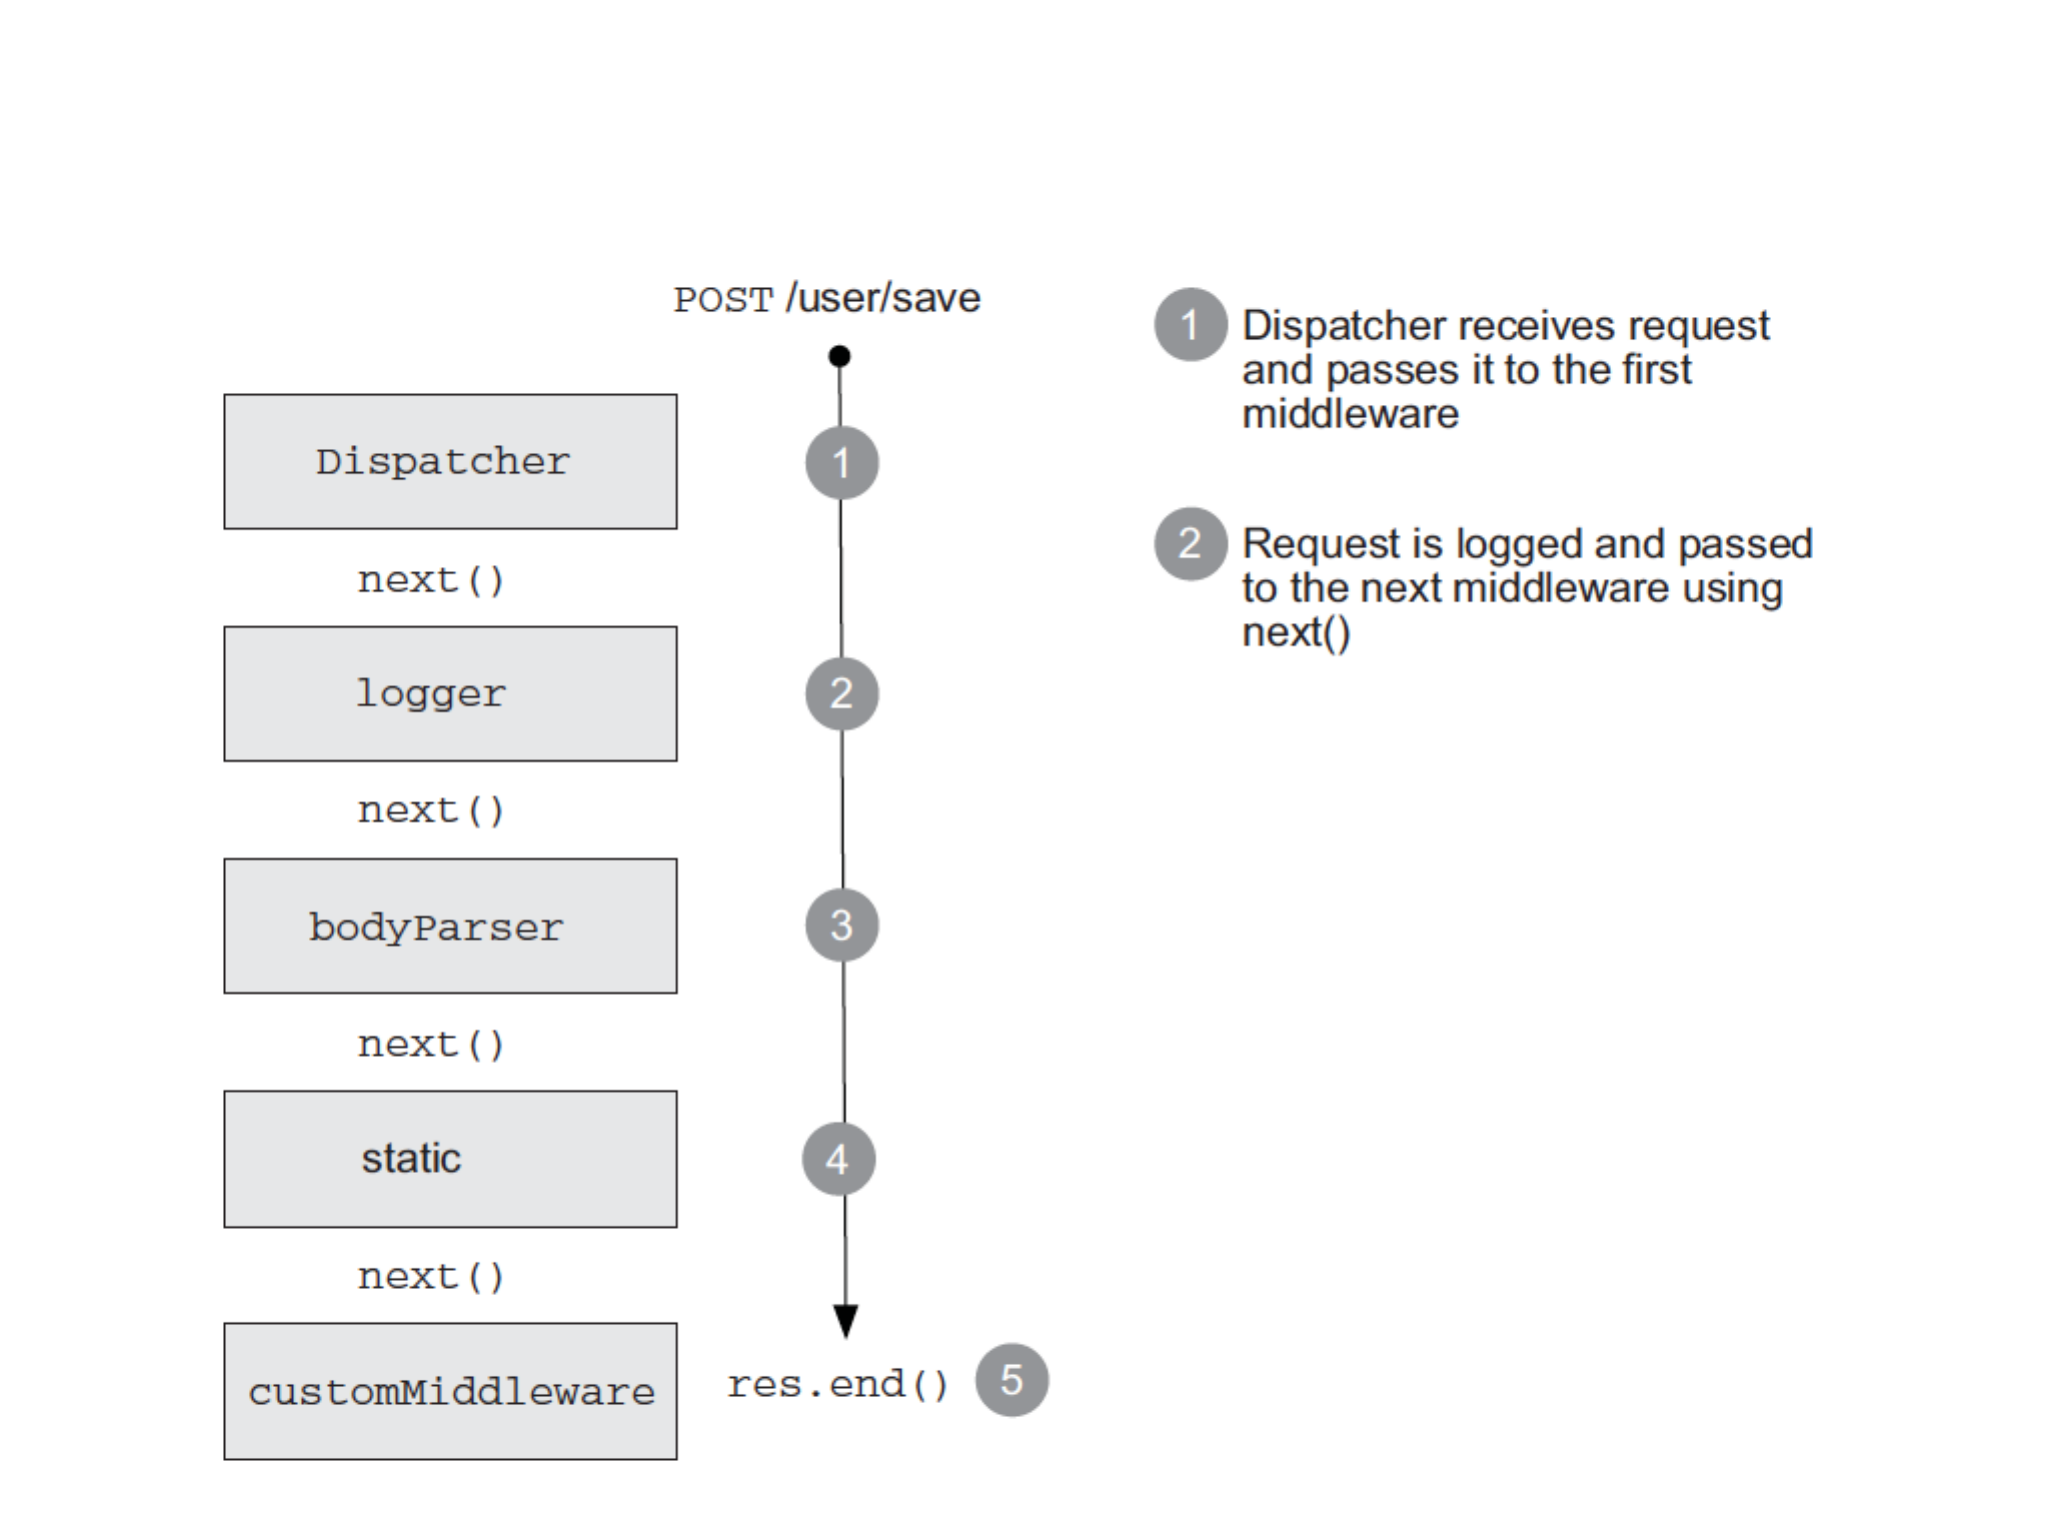 POST /user/save
Dispatcher
1
next()
logger
2
next()
bodyParser
3
next()
static
4
next()
customMiddleware
res.end() 5
1 Dispatcher receives request
and passes it to the first
middleware
2 Request is logged and passed
to the next middleware using
next()